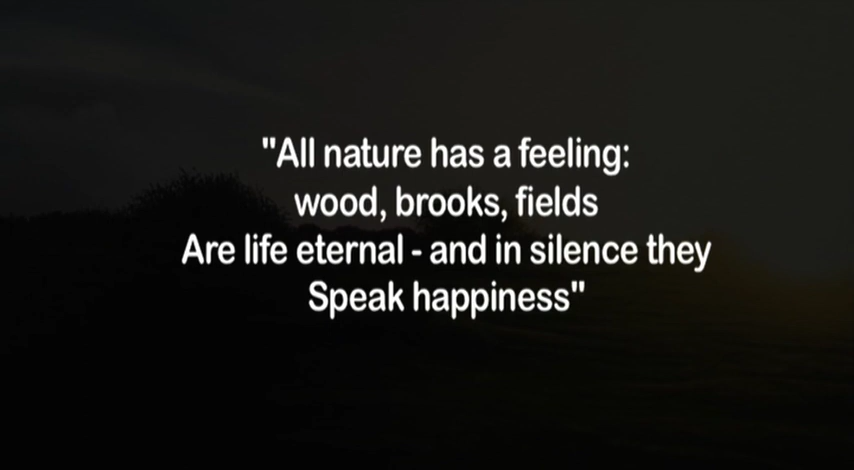 "All nature has a feeling:
wood, brooks, fields
Are life eternal - and in silence they
Speak happiness"